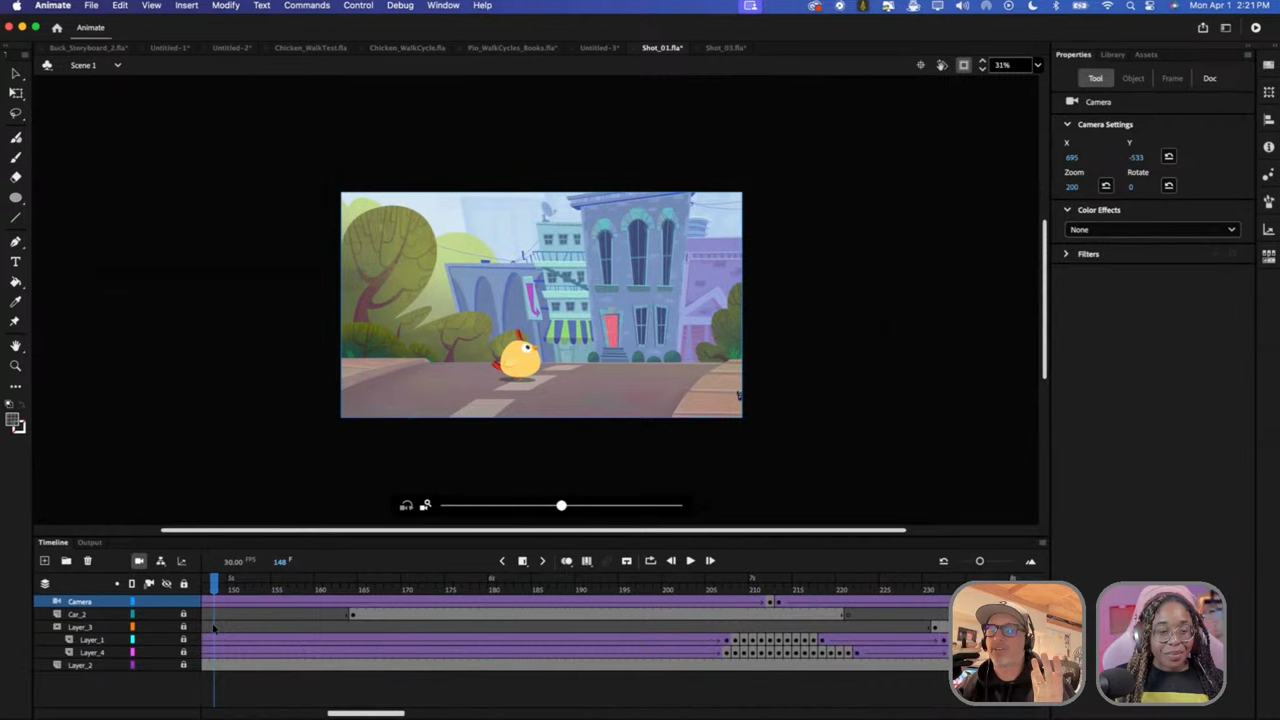 Animate File Edit View Insert Modify Text Commands Control Debug Window Help Mon Apr 1 2:21 PM
Animate
Buck_Storyboard_2.fla* Untitled-1* Untitled-2* Chicken_WalkTest.fla Chicken_WalkCycle.fla Pio_WalkCycles_Books.fla* Untitled-3* Shot_01.fla* Shot_03.fla*
Scene 1 31%
Properties Library Assets
Tool Object Frame Doc
Camera
Camera Settings
X Y
695 -533
Zoom Rotate
200 0
Color Effects
None
Filters
Timeline Output
30.00 FPS 148 F
5s 6s 7s 8s
150 155 160 165 170 175 180 185 190 195 200 205 210 215 220 225 230
Camera
Car_2
Layer_3
Layer_1
Layer_4
Layer_2